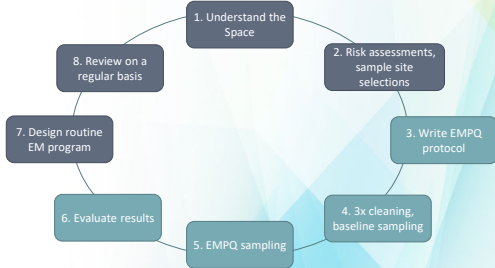 1. Understand the
Space
2. Risk assessments,
sample site
selections
3. Write EMPQ
protocol
4. 3x cleaning,
baseline sampling
5. EMPQ sampling
6. Evaluate results
7. Design routine
EM program
8. Review on a
regular basis